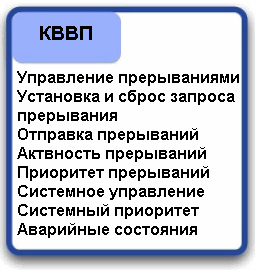 КВВП
Управление прерываниями
Установка и сброс запроса
прерывания
Отправка прерываний
Актвность прерываний
Приоритет прерываний
Системное управление
Системный приоритет
Аварийные состояния